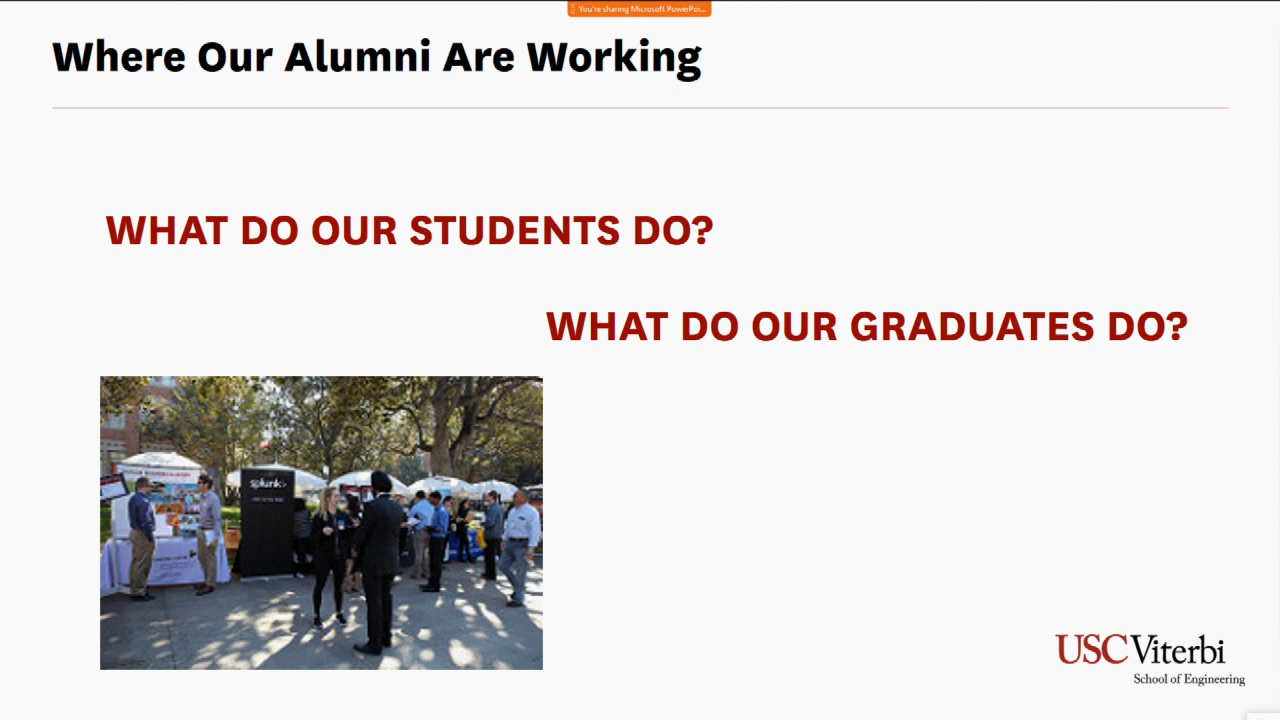 You're sharing Microsoft PowerPoi...
Where Our Alumni Are Working
WHAT DO OUR STUDENTS DO?
WHAT DO OUR GRADUATES DO?
splunk>
USC Viterbi
School of Engineering